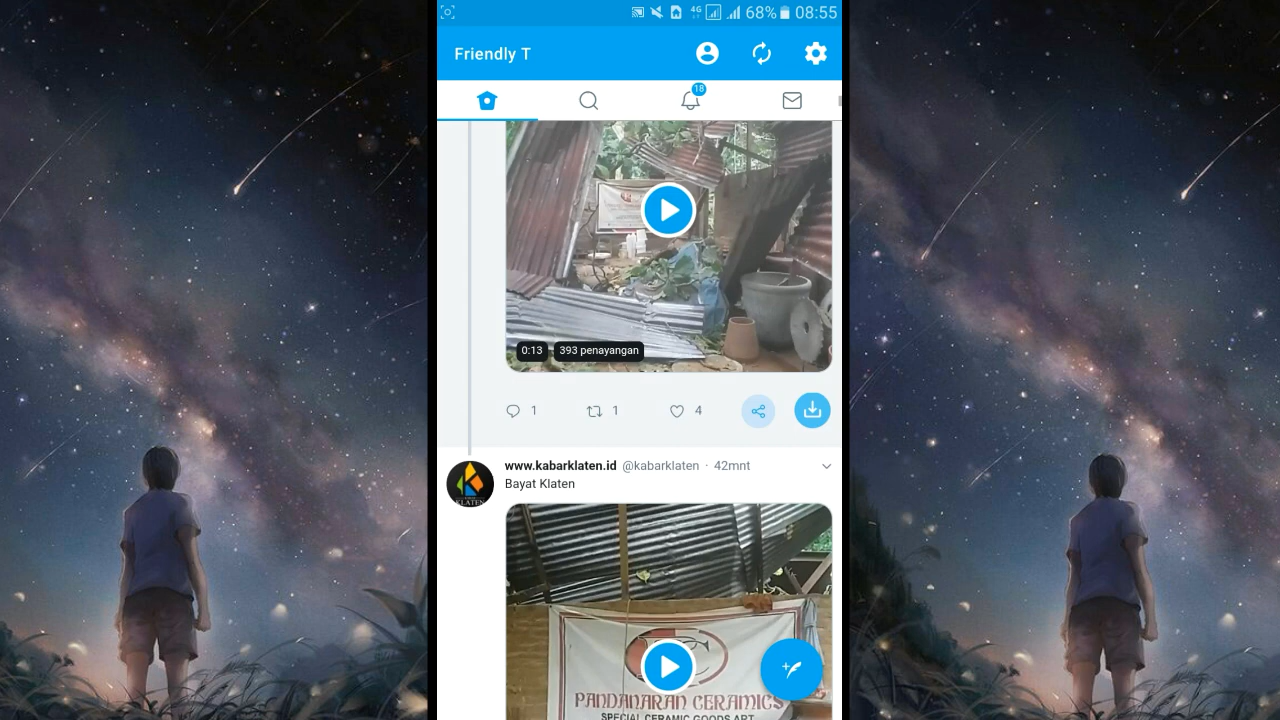 4G 68% 08:55
Friendly T
18
0:13 393 penayangan
1 1 4
www.kabarklaten.id @kabarklaten · 42mnt
Bayat Klaten
KLATEN
PANDANARAN CERAMICS
SPECIAL CERAMIC GOODS ART